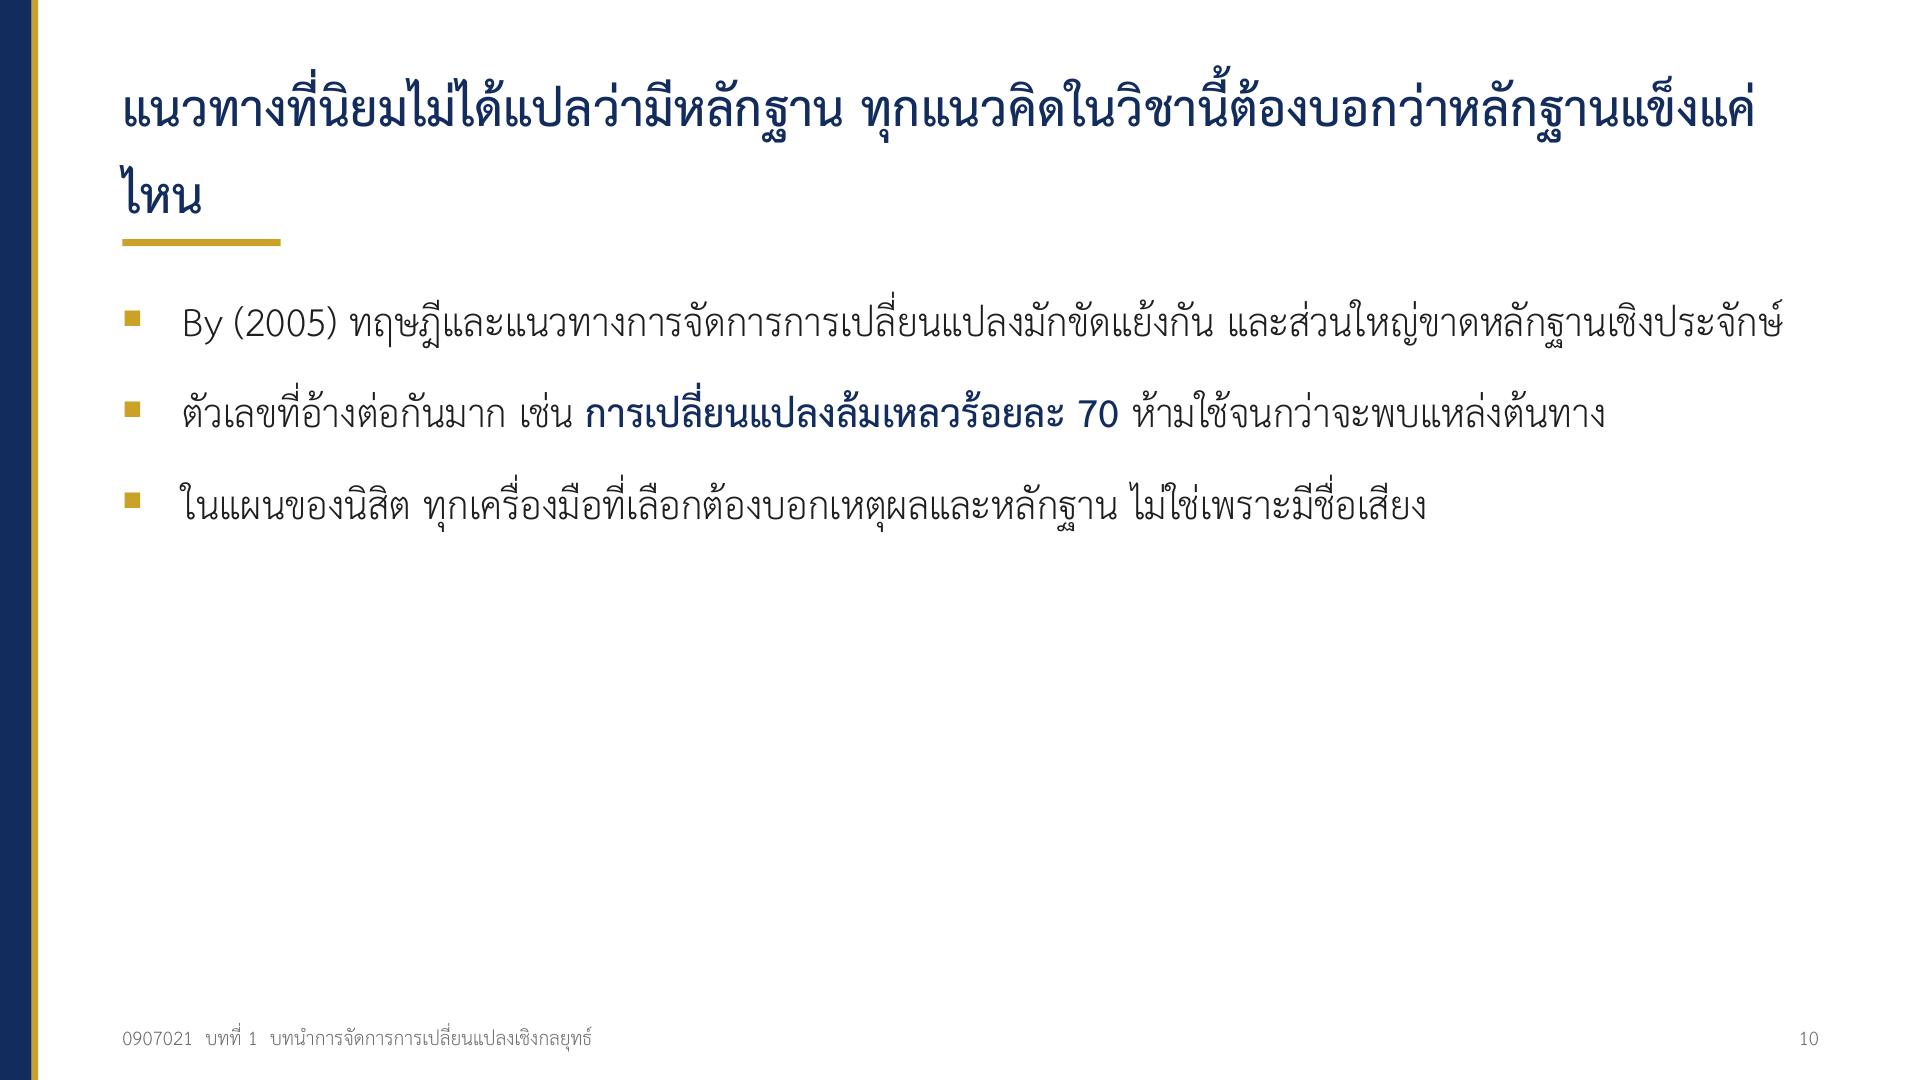 แนวทางที่นิยมไม่ได้แปลว่ามีหลักฐาน ทุกแนวคิดในวิชานี้ต้องบอกว่าหลักฐานแข็งแค่
ไหน
By (2005) ทฤษฎีและแนวทางการจัดการการเปลี่ยนแปลงมักขัดแย้งกัน และส่วนใหญ่ขาดหลักฐานเชิงประจักษ์
ตัวเลขที่อ้างต่อกันมาก เช่น การเปลี่ยนแปลงล้มเหลวร้อยละ 70 ห้ามใช้จนกว่าจะพบแหล่งต้นทาง
ในแผนของนิสิต ทุกเครื่องมือที่เลือกต้องบอกเหตุผลและหลักฐาน ไม่ใช่เพราะมีชื่อเสียง
0907021 บทที่ 1 บทนำการจัดการการเปลี่ยนแปลงเชิงกลยุทธ์
10